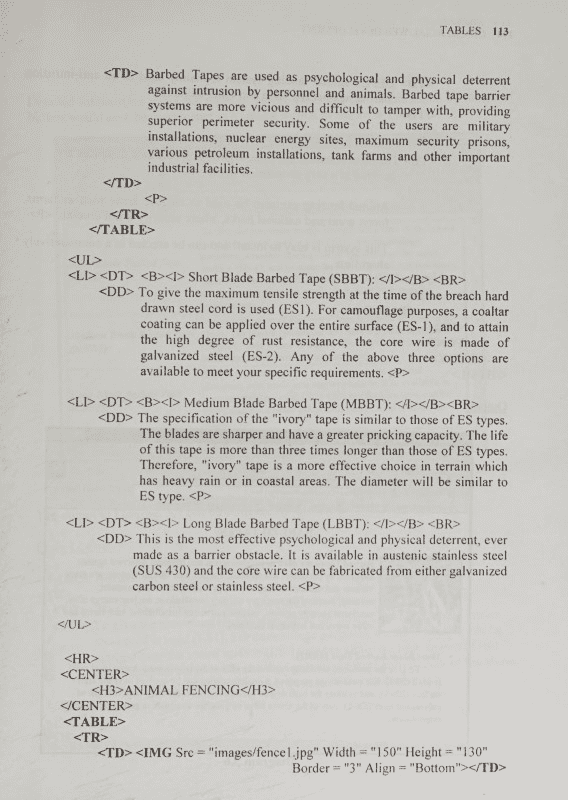 TABLES 113
<TD> Barbed Tapes are used as psychological and physical deterrent
against intrusion by personnel and animals. Barbed tape barrier
systems are more vicious and difficult to tamper with, providing
superior perimeter security. Some of the users are military
installations, nuclear energy sites, maximum security prisons,
various petroleum installations, tank farms and other important
industrial facilities.
</TD>
<P>
</TR>
</TABLE>
<UL>
<LI> <DT> <B><I> Short Blade Barbed Tape (SBBT): </I></B> <BR>
<DD> To give the maximum tensile strength at the time of the breach hard
drawn steel cord is used (ES1). For camouflage purposes, a coaltar
coating can be applied over the entire surface (ES-1), and to attain
the high degree of rust resistance, the core wire is made of
galvanized steel (ES-2). Any of the above three options are
available to meet your specific requirements. <P>
<LI> <DT> <B><I> Medium Blade Barbed Tape (MBBT): </I></B><BR>
<DD> The specification of the "ivory" tape is similar to those of ES types.
The blades are sharper and have a greater pricking capacity. The life
of this tape is more than three times longer than those of ES types.
Therefore, "ivory" tape is a more effective choice in terrain which
has heavy rain or in coastal areas. The diameter will be similar to
ES type. <P>
<LI> <DT> <B><I> Long Blade Barbed Tape (LBBT): </I></B> <BR>
<DD> This is the most effective psychological and physical deterrent, ever
made as a barrier obstacle. It is available in austenic stainless steel
(SUS 430) and the core wire can be fabricated from either galvanized
carbon steel or stainless steel. <P>
</UL>
<HR>
<CENTER>
<H3>ANIMAL FENCING</H3>
</CENTER>
<TABLE>
<TR>
<TD> <IMG Src = "images/fence1.jpg" Width = "150" Height = "130"
Border = "3" Align = "Bottom"></TD>